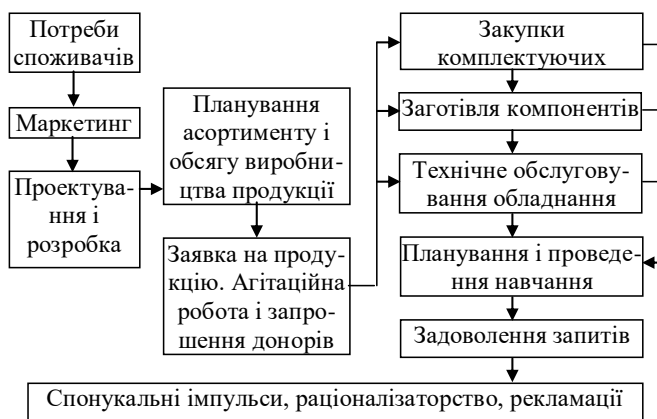 Потреби
споживачів
Маркетинг
Проектува-
ння і
розробка
Планування
асортименту і
обсягу виробни-
цтва продукції
Заявка на проду-
кцію. Агітаційна
робота і запро-
шення донорів
Закупки
комплектуючих
Заготівля компонентів
Технічне обслугову-
вання обладнання
Планування і проведе-
ння навчання
Задоволення запитів
Спонукальні імпульси, раціоналізаторство, рекламації